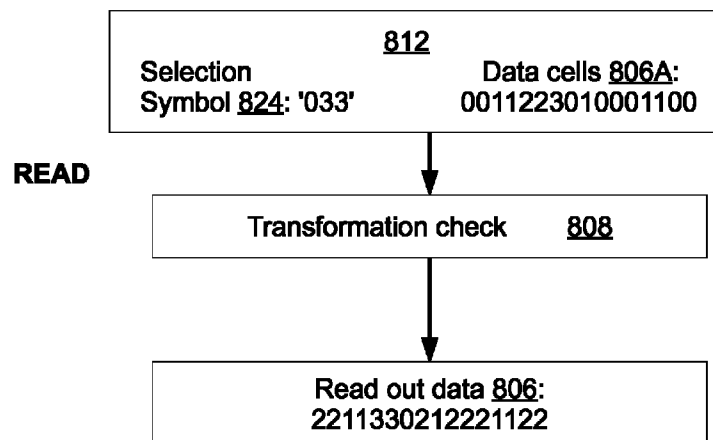 812
Selection Data cells 806A:
Symbol 824: '033' 0011223010001100
READ
Transformation check 808
Read out data 806:
2211330212221122